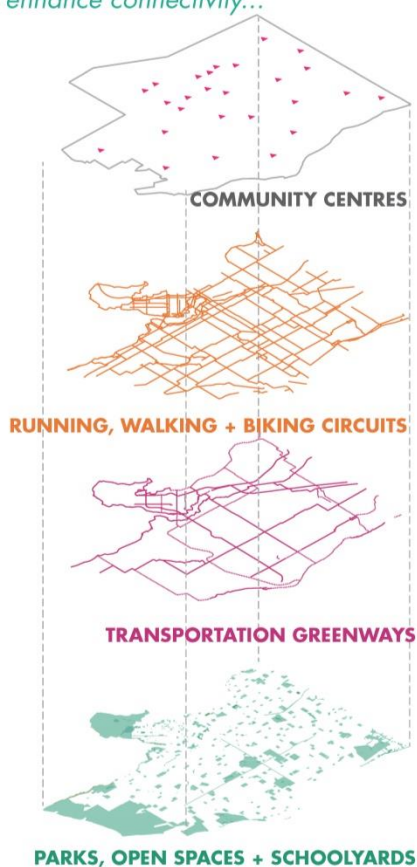 enhance connectivity...
COMMUNITY CENTRES
RUNNING, WALKING + BIKING CIRCUITS
TRANSPORTATION GREENWAYS
PARKS, OPEN SPACES + SCHOOLYARDS